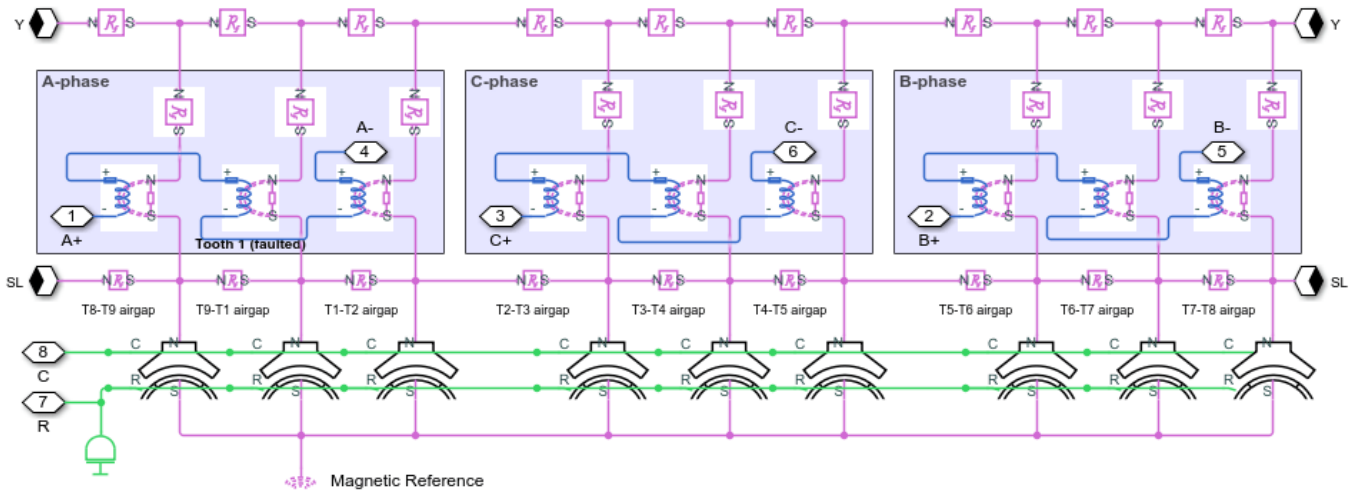 Y N R S N R S N R S N R S N R S N R S N R S N R S N R S Y
A-phase C-phase B-phase
N R S N R S N R S N R S N R S N R S N R S N R S N R S
A- C- B-
4 6 5
+ N + N + N + N + N + N + N + N + N
1 - S - S - S 3 - S - S - S 2 - S - S - S
A+ Tooth 1 (faulted) C+ B+
SL N R S N R S N R S N R S N R S N R S N R S N R S N R S SL
T8-T9 airgap T9-T1 airgap T1-T2 airgap T2-T3 airgap T3-T4 airgap T4-T5 airgap T5-T6 airgap T6-T7 airgap T7-T8 airgap
8 C N C N C N C N C N C N C N C N C N
C
7 R S R S R S R S R S R S R S R S R S
R
Magnetic Reference